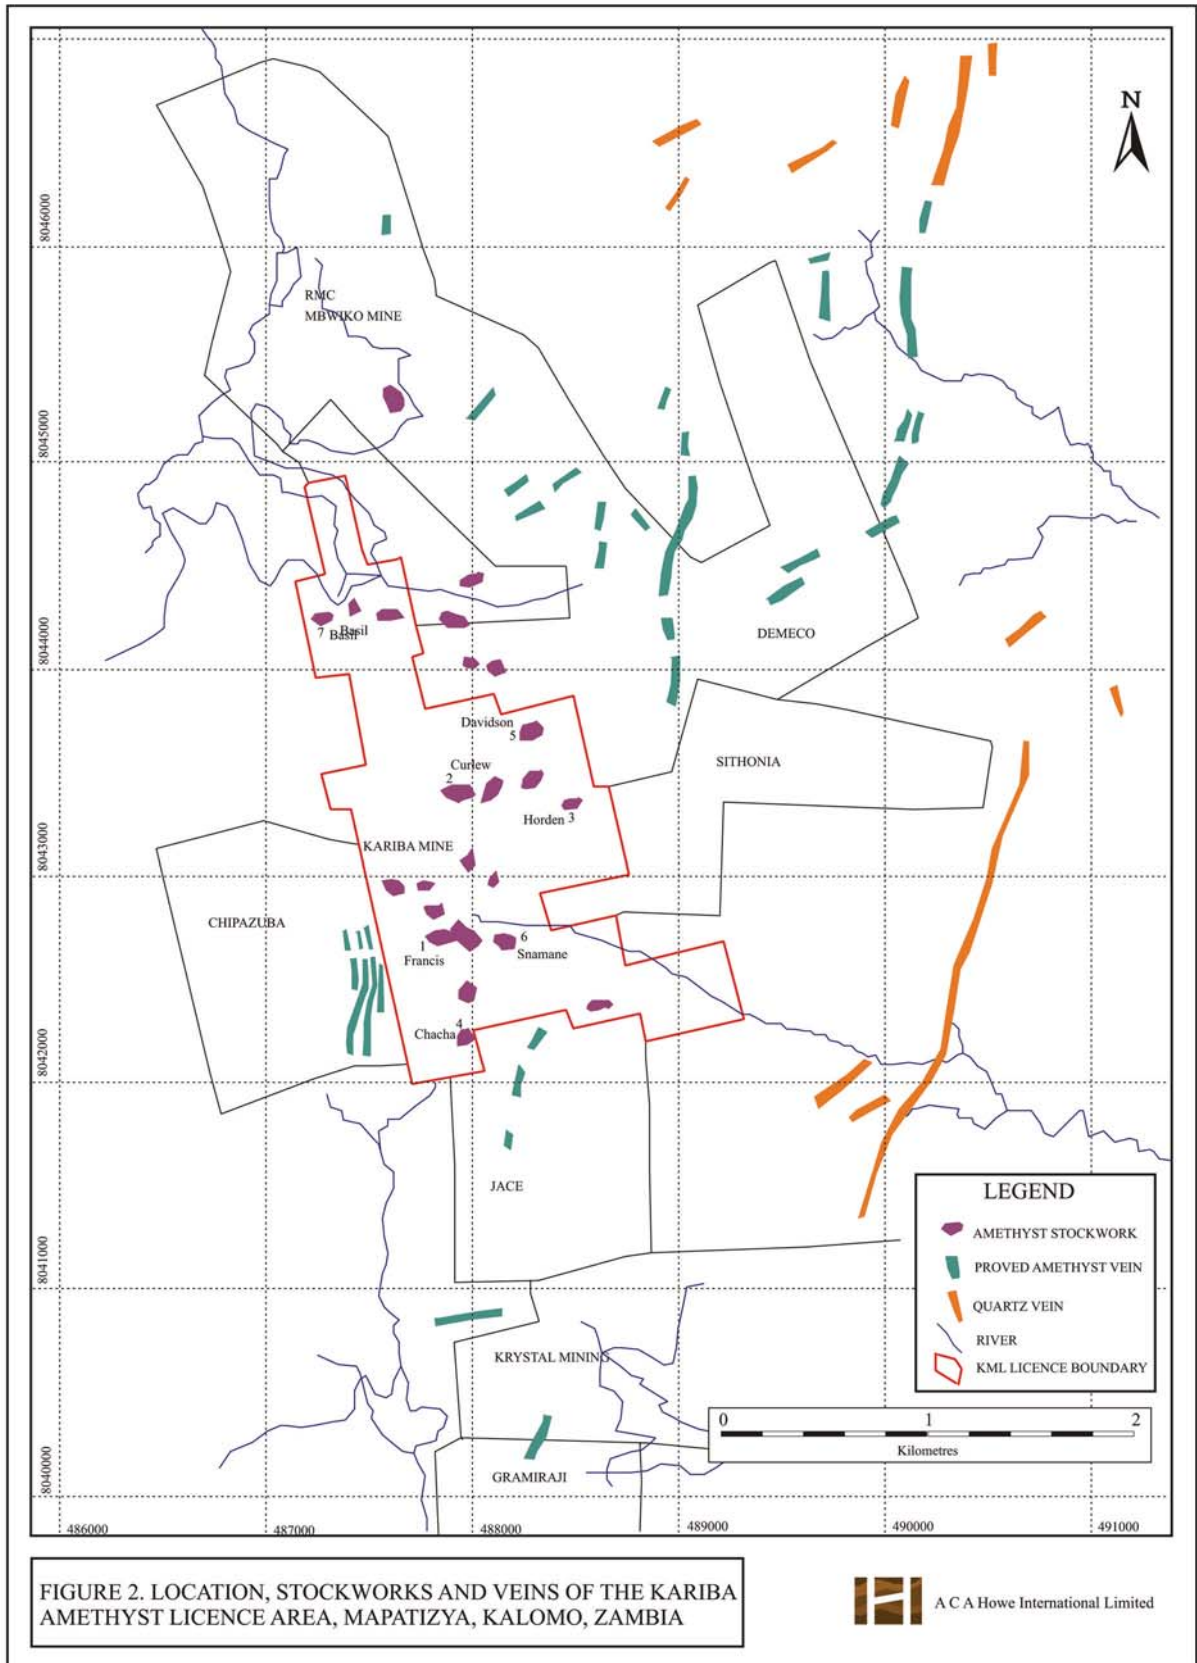 N
8046000
RMC
MBWIKO MINE
8045000
7 Basil
Basil
8044000
DEMECO
Davidson
5
SITHONIA
Curlew
2
Horden 3
8043000
KARIBA MINE
CHIPAZUBA
1
Francis
6
Snamane
4
Chacha
8042000
JACE
8041000
KRYSTAL MINING
8040000
GRAMIRAJI
LEGEND
AMETHYST STOCKWORK
PROVED AMETHYST VEIN
QUARTZ VEIN
RIVER
KML LICENCE BOUNDARY
0 1 2
Kilometres
486000 487000 488000 489000 490000 491000
FIGURE 2. LOCATION, STOCKWORKS AND VEINS OF THE KARIBA
AMETHYST LICENCE AREA, MAPATIZYA, KALOMO, ZAMBIA
A C A Howe International Limited